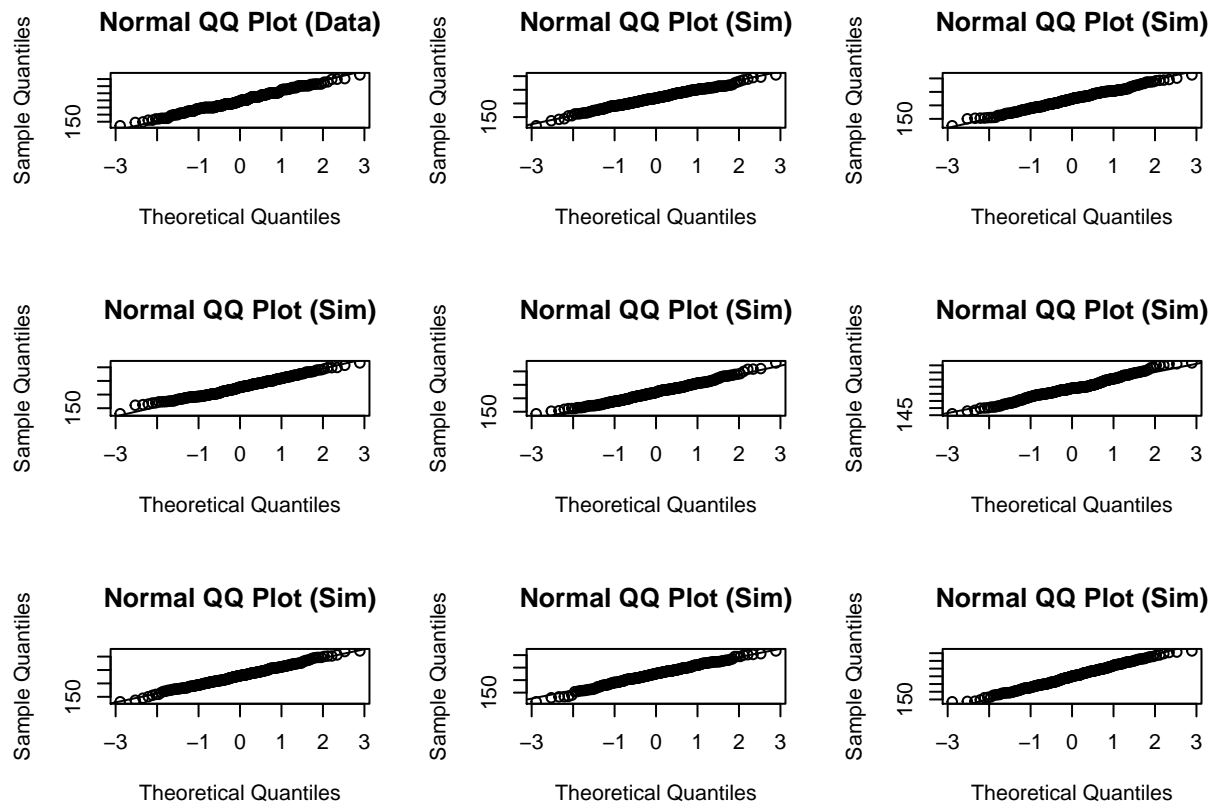 Normal QQ Plot (Data)
Sample Quantiles
150
−3 −1 0 1 2 3
Theoretical Quantiles
Normal QQ Plot (Sim)
Sample Quantiles
150
−3 −1 0 1 2 3
Theoretical Quantiles
Normal QQ Plot (Sim)
Sample Quantiles
150
−3 −1 0 1 2 3
Theoretical Quantiles
Normal QQ Plot (Sim)
Sample Quantiles
150
−3 −1 0 1 2 3
Theoretical Quantiles
Normal QQ Plot (Sim)
Sample Quantiles
150
−3 −1 0 1 2 3
Theoretical Quantiles
Normal QQ Plot (Sim)
Sample Quantiles
145
−3 −1 0 1 2 3
Theoretical Quantiles
Normal QQ Plot (Sim)
Sample Quantiles
150
−3 −1 0 1 2 3
Theoretical Quantiles
Normal QQ Plot (Sim)
Sample Quantiles
150
−3 −1 0 1 2 3
Theoretical Quantiles
Normal QQ Plot (Sim)
Sample Quantiles
150
−3 −1 0 1 2 3
Theoretical Quantiles